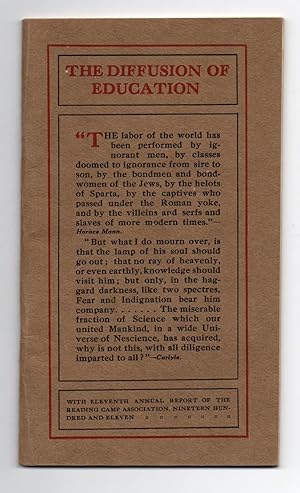 THE DIFFUSION OF
EDUCATION
"THE labor of the world has
been performed by ig-
norant men, by classes
doomed to ignorance from sire to
son, by the bondmen and bond-
women of the Jews, by the helots
of Sparta, by the captives who
passed under the Roman yoke,
and by the villeins and serfs and
slaves of more modern times."—
Horace Mann.
"But what I do mourn over, is
that the lamp of his soul should
go out; that no ray of heavenly,
or even earthly, knowledge should
visit him; but only, in the hag-
gard darkness, like two spectres,
Fear and Indignation bear him
company....... The miserable
fraction of Science which our
united Mankind, in a wide Uni-
verse of Nescience, has acquired,
why is not this, with all diligence
imparted to all?"—Carlyle.
WITH ELEVENTH ANNUAL REPORT OF THE
READING CAMP ASSOCIATION, NINETEEN HUN-
DRED AND ELEVEN